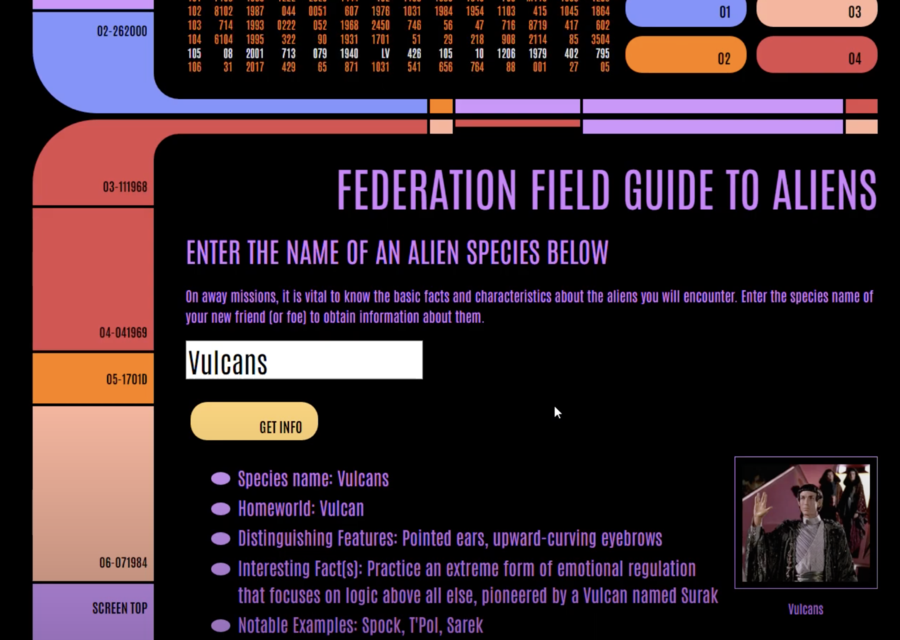 02-262000
102 8102 1987 044 0051 607 1976 1031 1984 1954 1103 415 1045 1864
103 714 1993 0222 052 1968 2450 746 56 47 716 8719 417 602
104 6104 1995 322 90 1931 1701 51 29 218 908 2114 85 3504
105 08 2001 713 079 1940 LV 426 105 10 1206 1979 402 795
106 31 2017 429 65 871 1031 541 656 764 88 001 27 05
01
03
02
04
03-111968
FEDERATION FIELD GUIDE TO ALIENS
ENTER THE NAME OF AN ALIEN SPECIES BELOW
On away missions, it is vital to know the basic facts and characteristics about the aliens you will encounter. Enter the species name of
your new friend (or foe) to obtain information about them.
04-041969
Vulcans
05-1701D
GET INFO
Species name: Vulcans
Homeworld: Vulcan
Distinguishing Features: Pointed ears, upward-curving eyebrows
Interesting Fact(s): Practice an extreme form of emotional regulation
that focuses on logic above all else, pioneered by a Vulcan named Surak
Notable Examples: Spock, T'Pol, Sarek
06-071984
SCREEN TOP
Vulcans